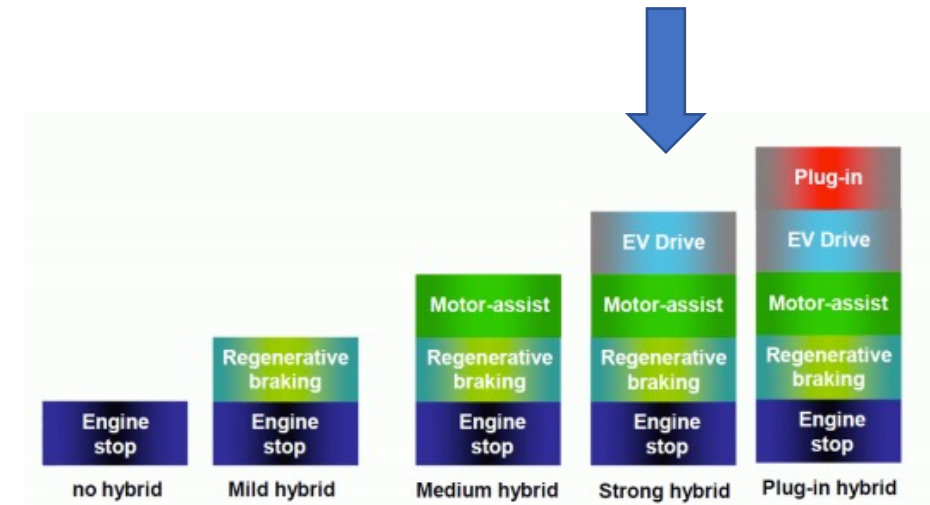 Engine
stop
no hybrid
Regenerative
braking
Engine
stop
Mild hybrid
Motor-assist
Regenerative
braking
Engine
stop
Medium hybrid
EV Drive
Motor-assist
Regenerative
braking
Engine
stop
Strong hybrid
Plug-in
EV Drive
Motor-assist
Regenerative
braking
Engine
stop
Plug-in hybrid